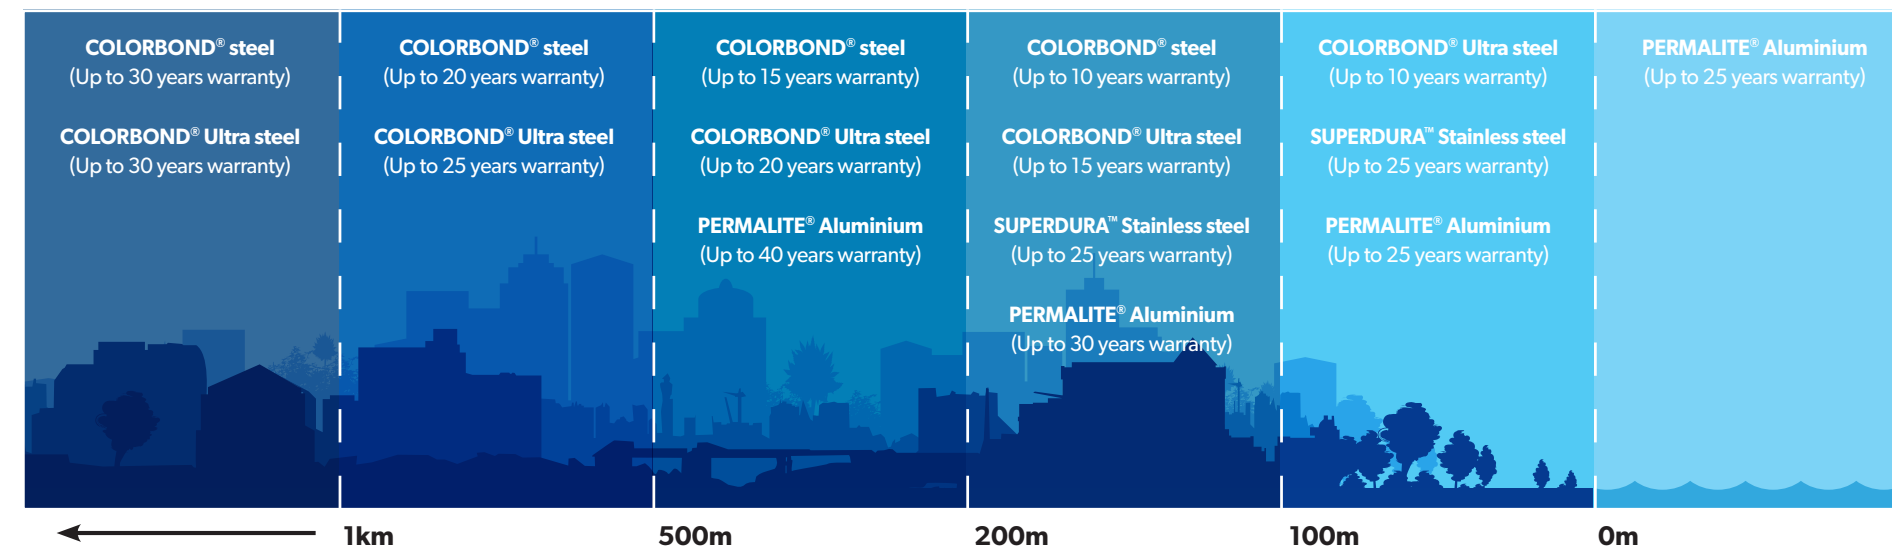 COLORBOND® steel
(Up to 30 years warranty)
COLORBOND® Ultra steel
(Up to 30 years warranty)
COLORBOND® steel
(Up to 20 years warranty)
COLORBOND® Ultra steel
(Up to 25 years warranty)
COLORBOND® steel
(Up to 15 years warranty)
COLORBOND® Ultra steel
(Up to 20 years warranty)
PERMALITE® Aluminium
(Up to 40 years warranty)
COLORBOND® steel
(Up to 10 years warranty)
COLORBOND® Ultra steel
(Up to 15 years warranty)
SUPERDURA™ Stainless steel
(Up to 25 years warranty)
PERMALITE® Aluminium
(Up to 30 years warranty)
COLORBOND® Ultra steel
(Up to 10 years warranty)
SUPERDURA™ Stainless steel
(Up to 25 years warranty)
PERMALITE® Aluminium
(Up to 25 years warranty)
PERMALITE® Aluminium
(Up to 25 years warranty)
1km
500m
200m
100m
0m